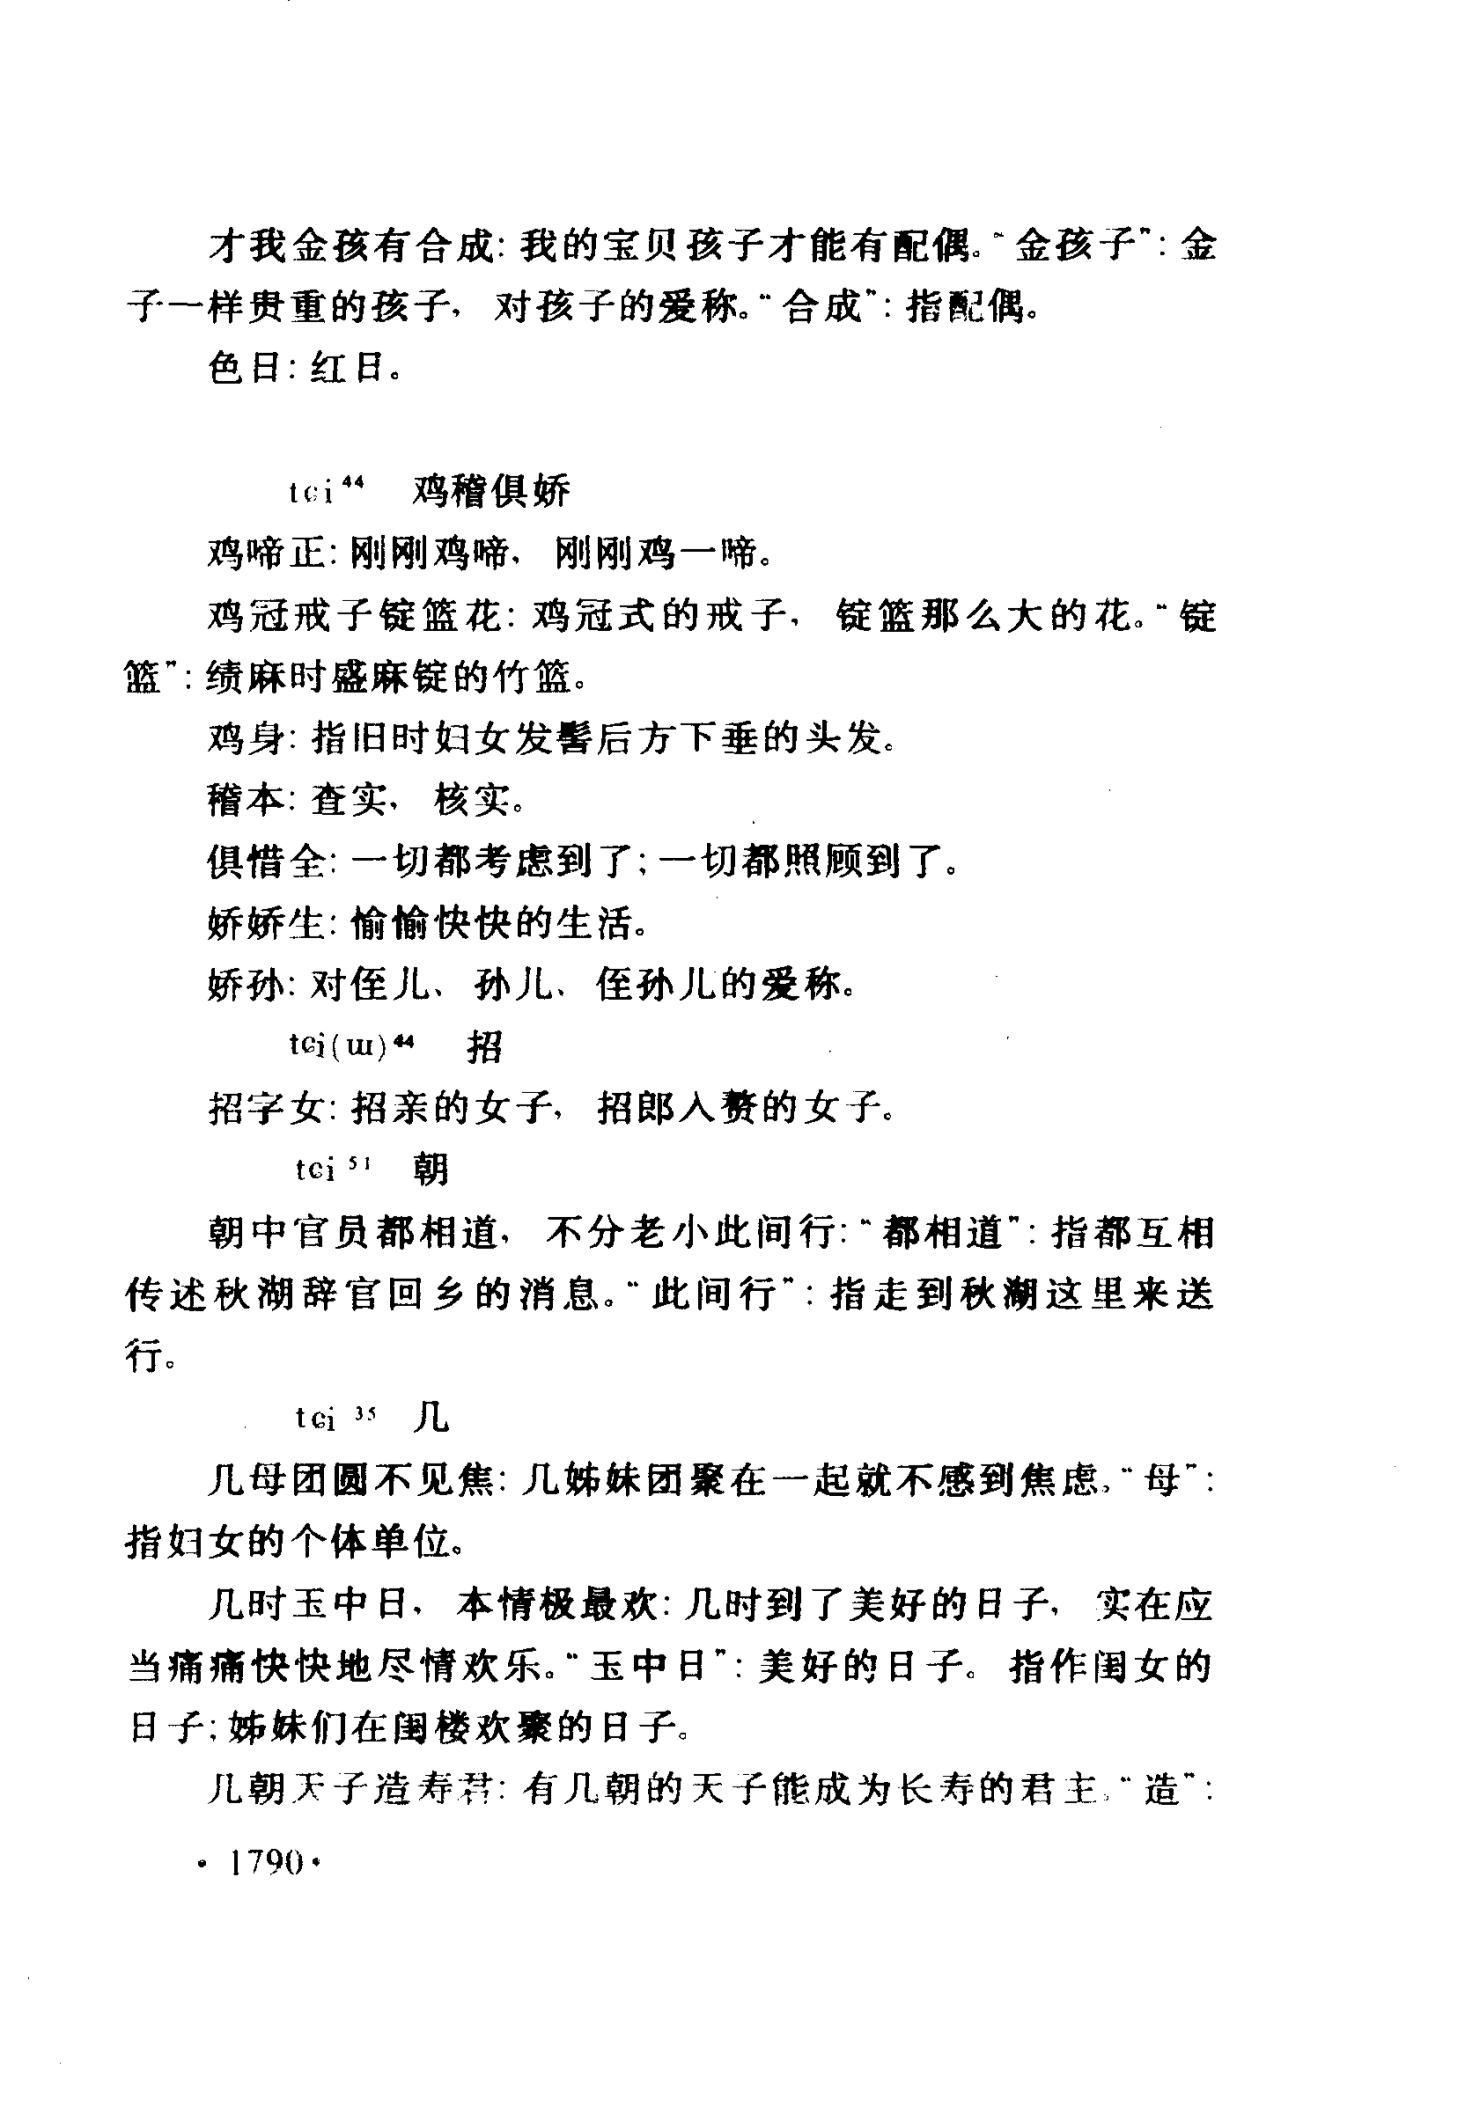 才我金孩有合成：我的宝贝孩子才能有配偶。“金孩子”：金
子一样贵重的孩子，对孩子的爱称。“合成”：指配偶。
色日：红日。
tɕi⁴⁴　鸡稽俱娇
鸡啼正：刚刚鸡啼，刚刚鸡一啼。
鸡冠戒子锭篮花：鸡冠式的戒子，锭篮那么大的花。“锭
篮”：绩麻时盛麻锭的竹篮。
鸡身：指旧时妇女发髻后方下垂的头发。
稽本：查实，核实。
俱惜全：一切都考虑到了；一切都照顾到了。
娇娇生：愉愉快快的生活。
娇孙：对侄儿、孙儿、侄孙儿的爱称。
tɕi(ɯ)⁴⁴　招
招字女：招亲的女子，招郎入赘的女子。
tɕi⁵¹　朝
朝中官员都相道，不分老小此间行：“都相道”：指都互相
传述秋湖辞官回乡的消息。“此间行”：指走到秋湖这里来送
行。
tɕi³⁵　几
几母团圆不见焦：几姊妹团聚在一起就不感到焦虑。“母”：
指妇女的个体单位。
几时玉中日，本情极最欢：几时到了美好的日子，实在应
当痛痛快快地尽情欢乐。“玉中日”：美好的日子。指作闺女的
日子；姊妹们在闺楼欢聚的日子。
几朝天子造寿君：有几朝的天子能成为长寿的君主。“造”：
·1790·